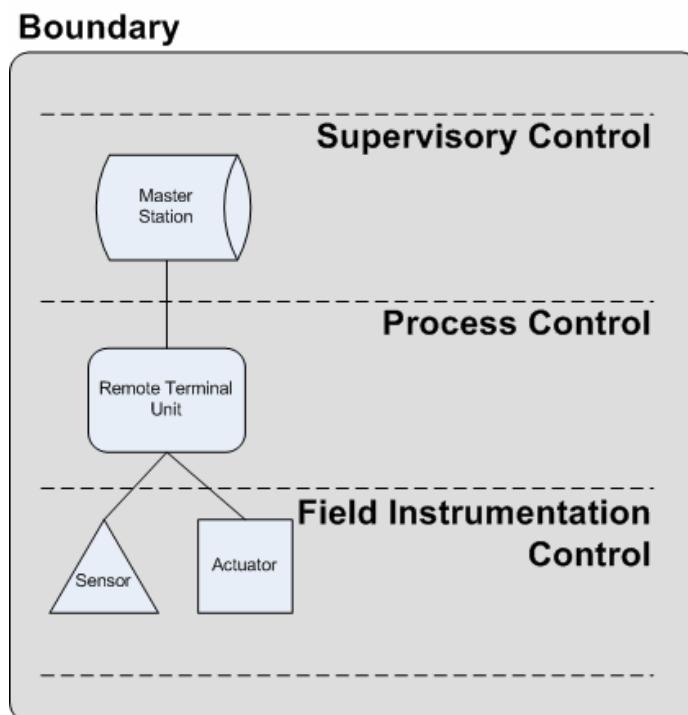 Boundary
Supervisory Control
Master
Station
Process Control
Remote Terminal
Unit
Field Instrumentation
Control
Sensor
Actuator